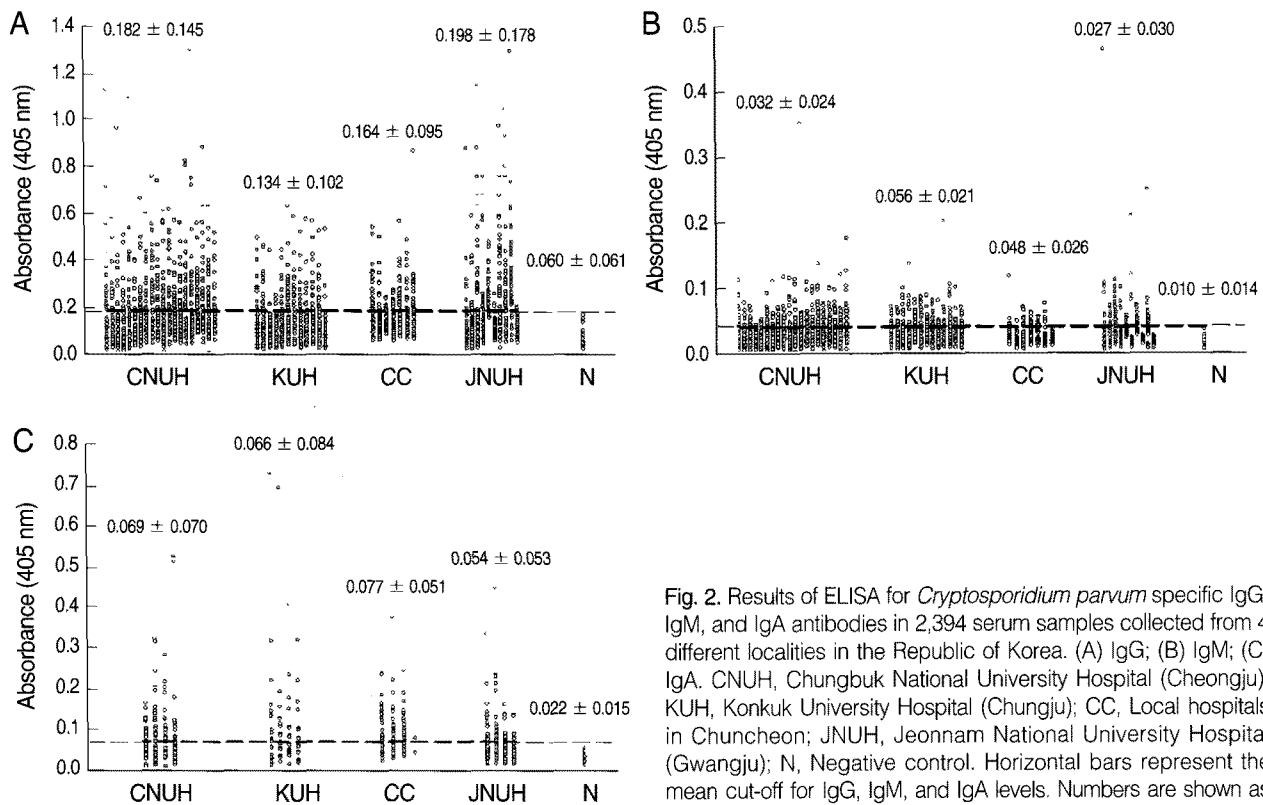 A
Absorbance (405 nm)
1.4
1.2
1.0
0.8
0.6
0.4
0.2
0.0
0.182 ± 0.145
0.134 ± 0.102
0.164 ± 0.095
0.198 ± 0.178
0.060 ± 0.061
CNUH KUH CC JNUH N
B
Absorbance (405 nm)
0.5
0.4
0.3
0.2
0.1
0.0
0.032 ± 0.024
0.056 ± 0.021
0.048 ± 0.026
0.027 ± 0.030
0.010 ± 0.014
CNUH KUH CC JNUH N
C
Absorbance (405 nm)
0.8
0.7
0.6
0.5
0.4
0.3
0.2
0.1
0.0
0.069 ± 0.070
0.066 ± 0.084
0.077 ± 0.051
0.054 ± 0.053
0.022 ± 0.015
CNUH KUH CC JNUH N
Fig. 2. Results of ELISA for Cryptosporidium parvum specific IgG
IgM, and IgA antibodies in 2,394 serum samples collected from 4
different localities in the Republic of Korea. (A) IgG; (B) IgM; (C
IgA. CNUH, Chungbuk National University Hospital (Cheongju)
KUH, Konkuk University Hospital (Chungju); CC, Local hospitals
in Chuncheon; JNUH, Jeonnam National University Hospita
(Gwangju); N, Negative control. Horizontal bars represent the
mean cut-off for IgG, IgM, and IgA levels. Numbers are shown as